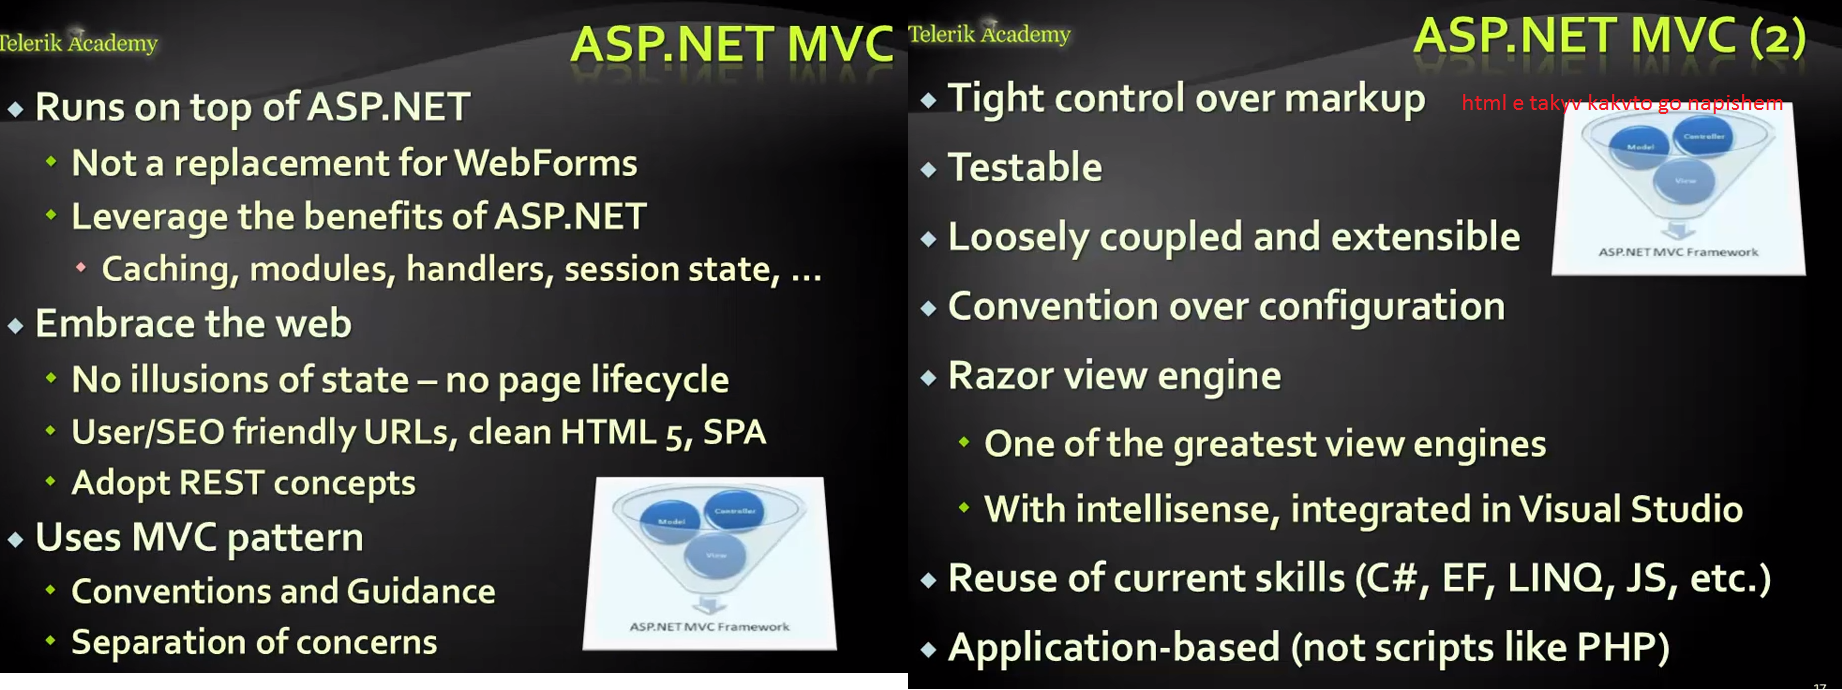 Telerik Academy
ASP.NET MVC
Runs on top of ASP.NET
Not a replacement for WebForms
Leverage the benefits of ASP.NET
Caching, modules, handlers, session state, ...
Embrace the web
No illusions of state – no page lifecycle
User/SEO friendly URLs, clean HTML 5, SPA
Adopt REST concepts
Uses MVC pattern
Conventions and Guidance
Separation of concerns
Model
Controller
View
ASP.NET MVC Framework
Telerik Academy
ASP.NET MVC (2)
Tight control over markup
html e takyv kakvto go napishem
Testable
Loosely coupled and extensible
Convention over configuration
Razor view engine
One of the greatest view engines
With intellisense, integrated in Visual Studio
Reuse of current skills (C#, EF, LINQ, JS, etc.)
Application-based (not scripts like PHP)
Model
Controller
View
ASP.NET MVC Framework
17